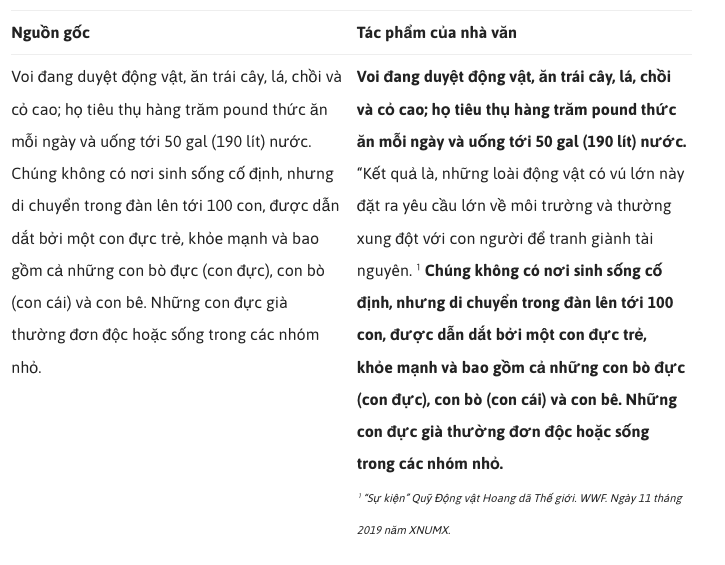 Nguồn gốc
Voi đang duyệt động vật, ăn trái cây, lá, chồi và
cỏ cao; họ tiêu thụ hàng trăm pound thức ăn
mỗi ngày và uống tới 50 gal (190 lít) nước.
Chúng không có nơi sinh sống cố định, nhưng
di chuyển trong đàn lên tới 100 con, được dẫn
dắt bởi một con đực trẻ, khỏe mạnh và bao
gồm cả những con bò đực (con đực), con bò
(con cái) và con bê. Những con đực già
thường đơn độc hoặc sống trong các nhóm
nhỏ.
Tác phẩm của nhà văn
Voi đang duyệt động vật, ăn trái cây, lá, chồi
và cỏ cao; họ tiêu thụ hàng trăm pound thức
ăn mỗi ngày và uống tới 50 gal (190 lít) nước.
“Kết quả là, những loài động vật có vú lớn này
đặt ra yêu cầu lớn về môi trường và thường
xung đột với con người để tranh giành tài
nguyên. ¹ Chúng không có nơi sinh sống cố
định, nhưng di chuyển trong đàn lên tới 100
con, được dẫn dắt bởi một con đực trẻ,
khỏe mạnh và bao gồm cả những con bò đực
(con đực), con bò (con cái) và con bê. Những
con đực già thường đơn độc hoặc sống
trong các nhóm nhỏ.
¹ “Sự kiện” Quỹ Động vật Hoang dã Thế giới. WWF. Ngày 11 tháng
2019 năm XNUMX.